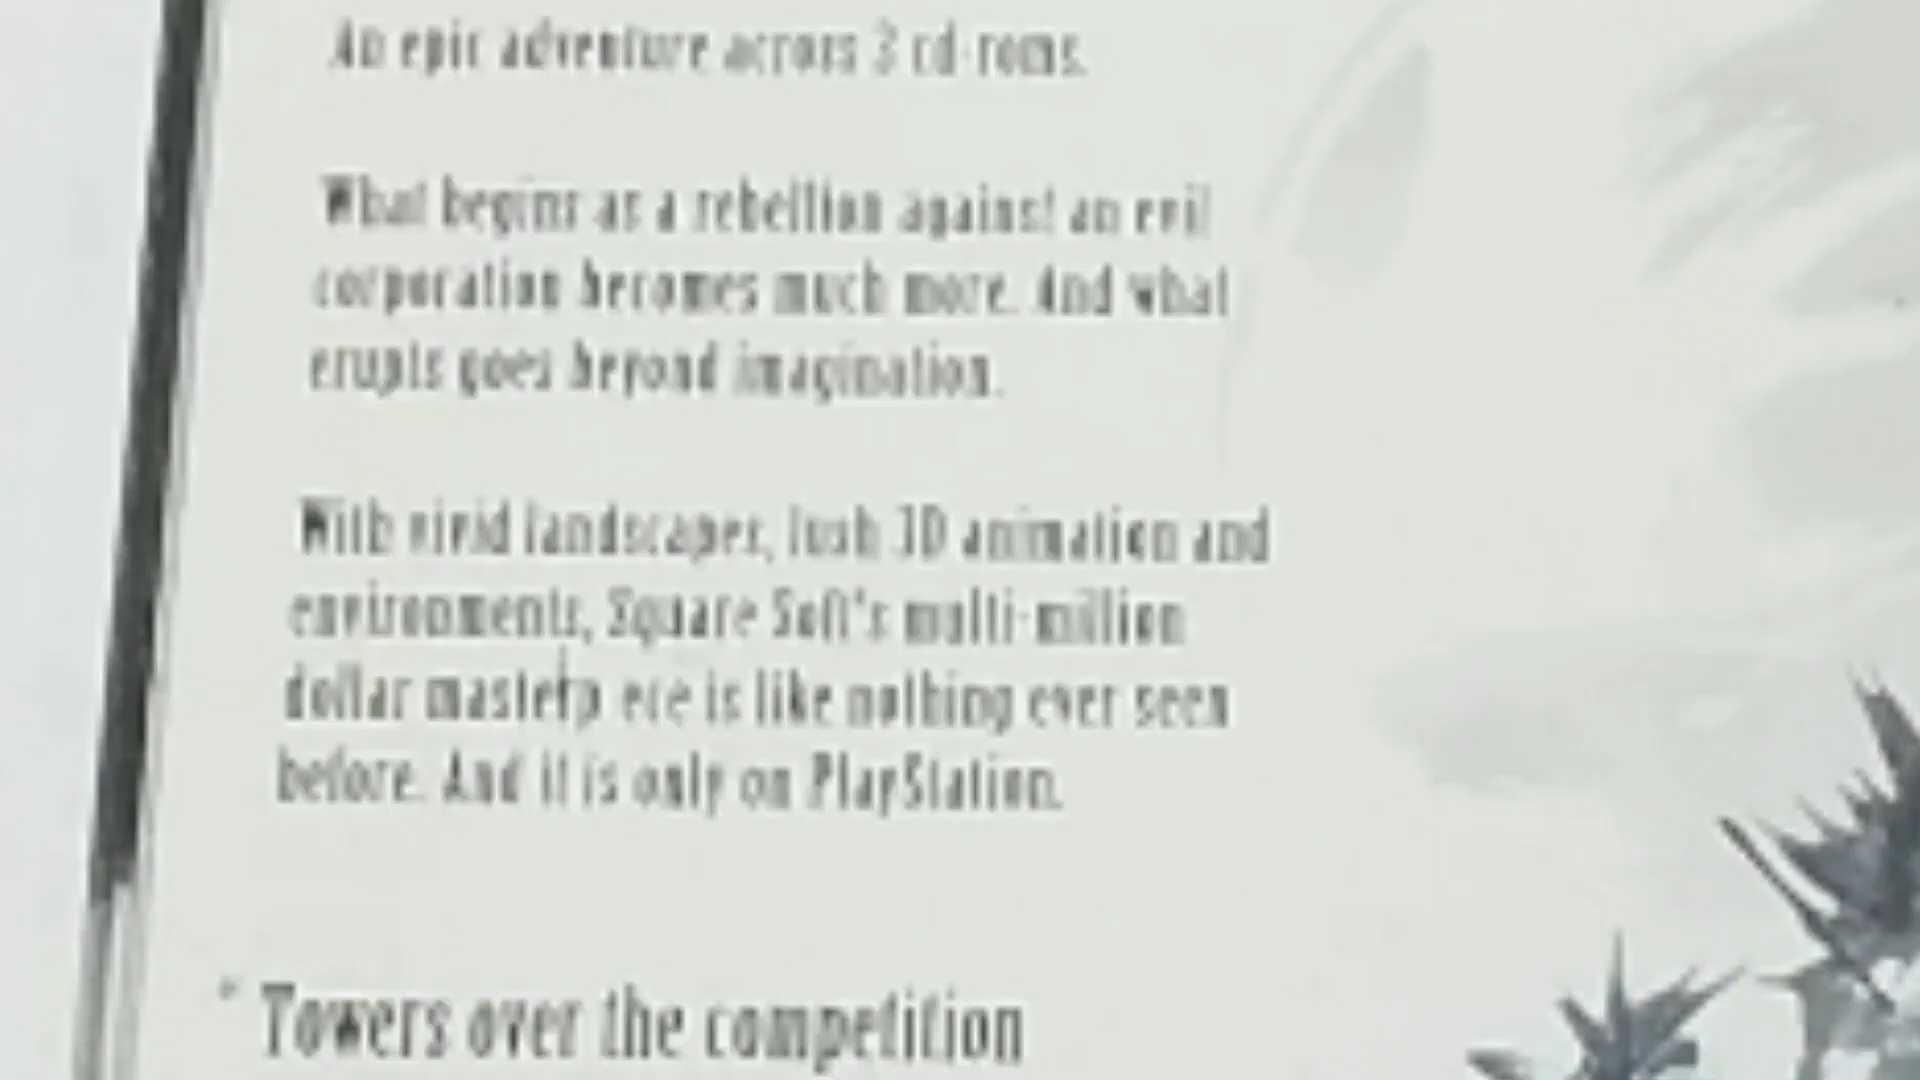 An epic adventure across 3 cd-roms.
What begins as a rebellion against an evil
corporation becomes much more. And what
erupts goes beyond imagination.
With vivid landscapes, lush 3D animation and
environments, Square Soft's multi-million
dollar masterp ece is like nothing ever seen
before. And it is only on PlayStation.
" Towers over the competition